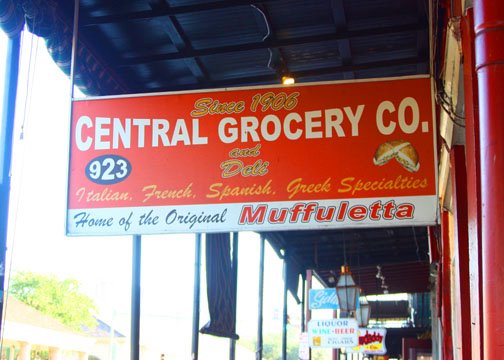 Since 1906
CENTRAL GROCERY CO.
and
923
Deli
Italian, French, Spanish, Greek Specialties
Home of the Original Muffuletta
LIQUOR
WINE-BEER
CIGARS